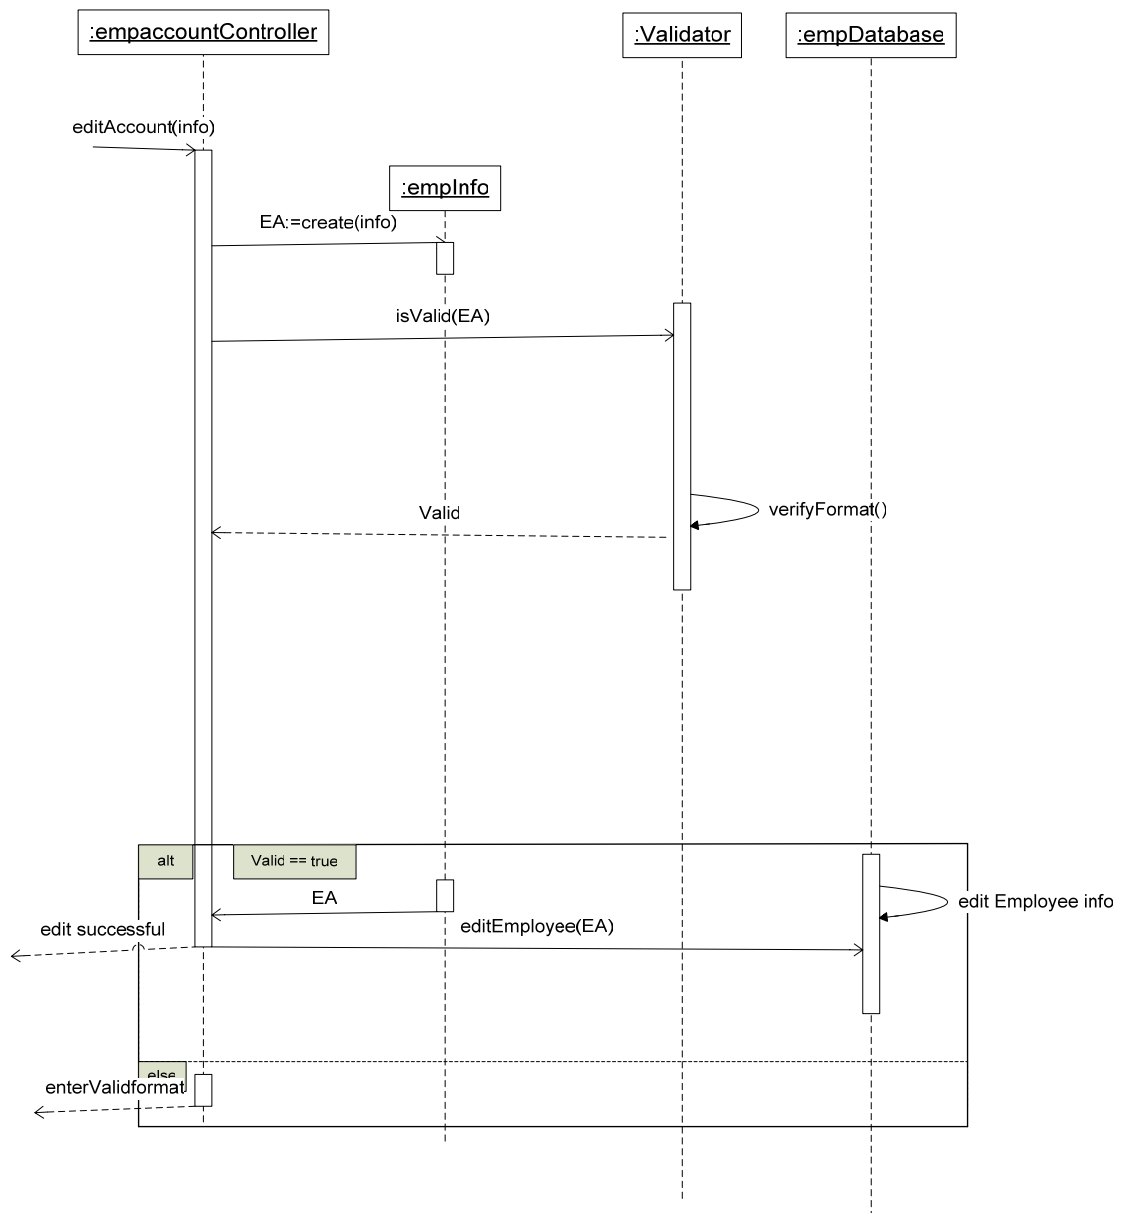 :empaccountController
:Validator
:empDatabase
editAccount(info)
:empInfo
EA:=create(info)
isValid(EA)
verifyFormat()
Valid
alt
Valid == true
EA
edit Employee info
editEmployee(EA)
edit successful
else
enterValidformat